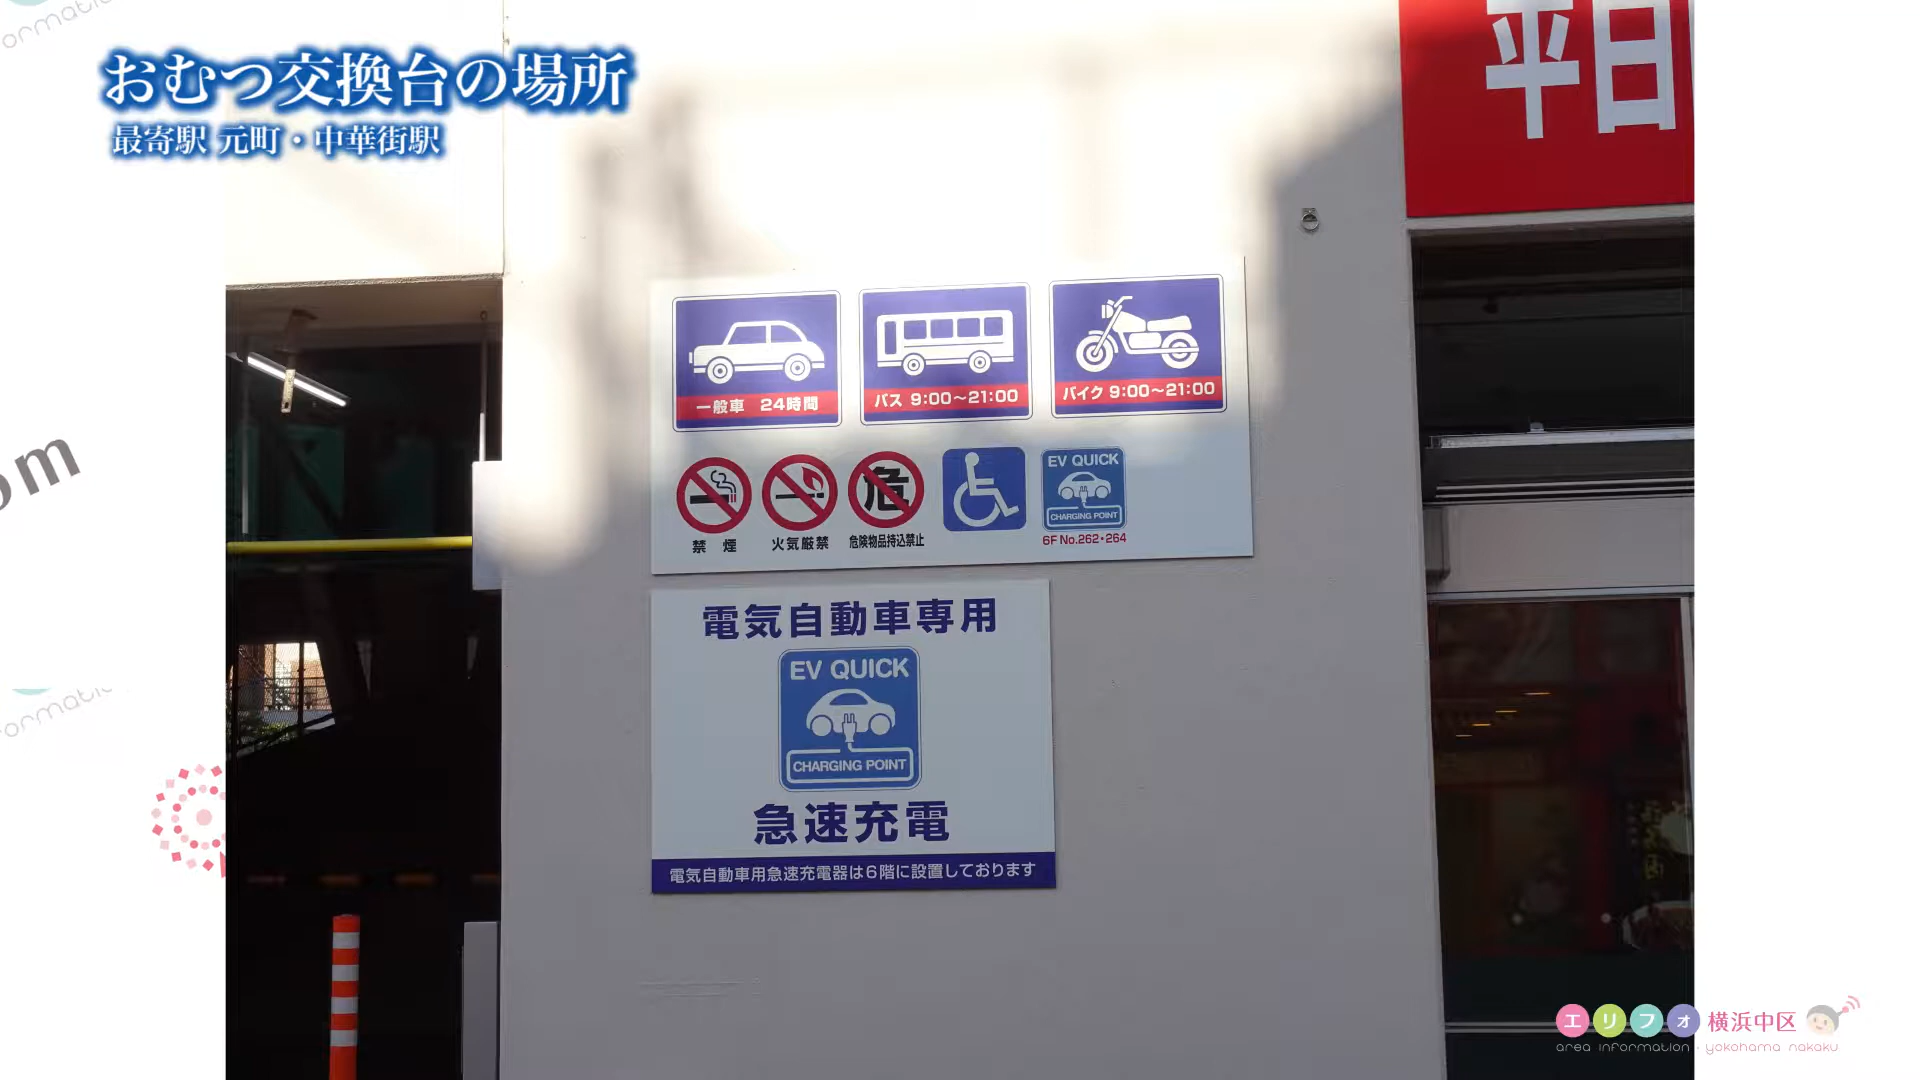 おむつ交換台の場所
最寄駅 元町・中華街駅
平日
一般車 24時間
バス 9:00～21:00
バイク 9:00～21:00
危
EV QUICK
CHARGING POINT
禁 煙
火気厳禁
危険物品持込禁止
6F No.262・264
電気自動車専用
EV QUICK
CHARGING POINT
急速充電
電気自動車用急速充電器は6階に設置しております
om
ormatic
ormatic
エリフォ 横浜中区
area information・yokohama nakaku